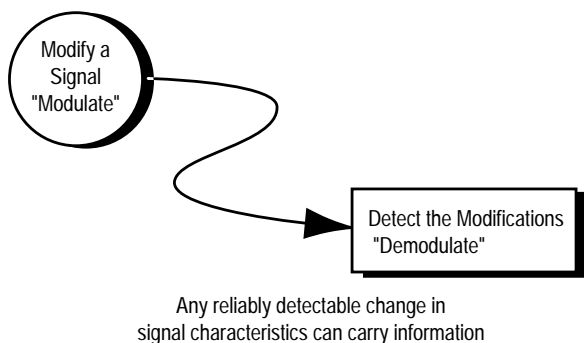 Modify a
Signal
"Modulate"
Detect the Modifications
"Demodulate"
Any reliably detectable change in
signal characteristics can carry information